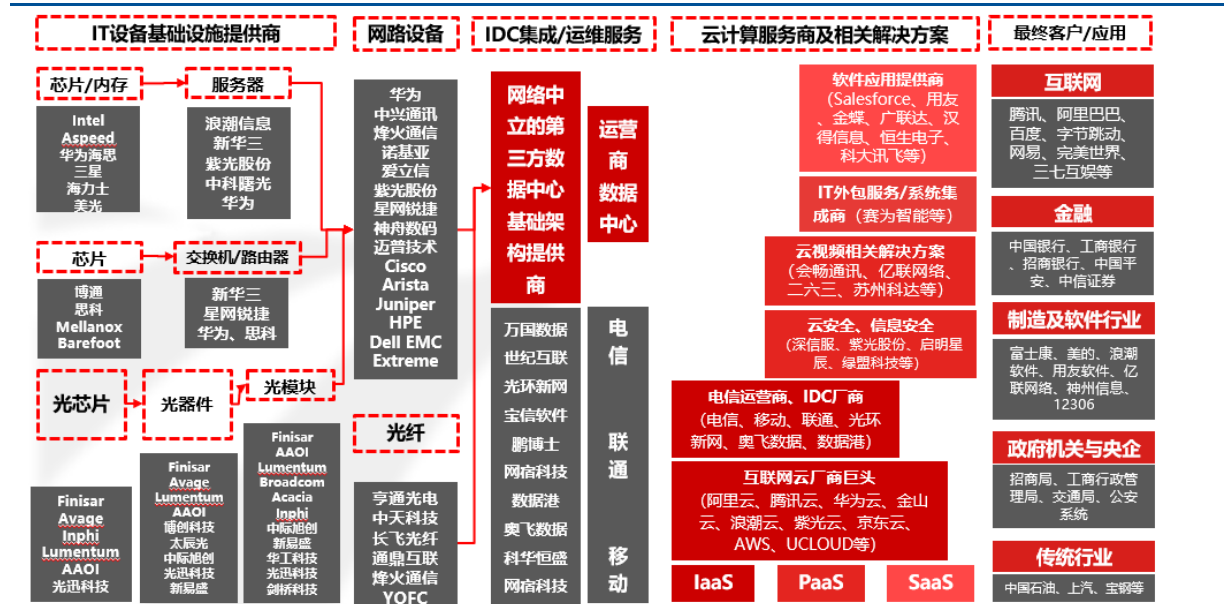 IT设备基础设施提供商
网路设备
IDC集成/运维服务
云计算服务商及相关解决方案
最终客户/应用
芯片/内存
服务器
Intel
Aspeed
华为海思
三星
海力士
美光
浪潮信息
新华三
紫光股份
中科曙光
华为
芯片
交换机/路由器
博通
思科
Mellanox
Barefoot
新华三
星网锐捷
华为、思科
光芯片
光器件
光模块
Finisar
Avage
Inphi
Lumentum
AAOI
光迅科技
Finisar
Avage
Lumentum
AAOI
博创科技
太辰光
中际旭创
光迅科技
新易盛
Finisar
AAOI
Lumentum
Broadcom
Acacia
Inphi
中际旭创
新易盛
华工科技
光迅科技
剑桥科技
华为
中兴通讯
烽火通信
诺基亚
爱立信
紫光股份
星网锐捷
神舟数码
迈普技术
Cisco
Arista
Juniper
HPE
Dell EMC
Extreme
光纤
亨通光电
中天科技
长飞光纤
通鼎互联
烽火通信
YOFC
网络中
立的第
三方数
据中心
基础架
构提供
商
运营
商
数据
中心
万国数据
世纪互联
光环新网
宝信软件
鹏博士
网宿科技
数据港
奥飞数据
科华恒盛
网宿科技
电
信
联
通
移
动
软件应用提供商
(Salesforce、用友
、金蝶、广联达、汉
得信息、恒生电子、
科大讯飞等)
IT外包服务/系统集
成商(赛为智能等)
云视频相关解决方案
(会畅通讯、亿联网络、
二六三、苏州科达等)
云安全、信息安全
(深信服、紫光股份、启明星
辰、绿盟科技等)
电信运营商、IDC厂商
(电信、移动、联通、光环
新网、奥飞数据、数据港)
互联网云厂商巨头
(阿里云、腾讯云、华为云、金山
云、浪潮云、紫光云、京东云、
AWS、UCLOUD等)
IaaS
PaaS
SaaS
互联网
腾讯、阿里巴巴、
百度、字节跳动、
网易、完美世界、
三七互娱等
金融
中国银行、工商银行
、招商银行、中国平
安、中信证券
制造及软件行业
富士康、美的、浪潮
软件、用友软件、亿
联网络、神州信息、
12306
政府机关与央企
招商局、工商行政管
理局、交通局、公安
系统
传统行业
中国石油、上汽、宝钢等